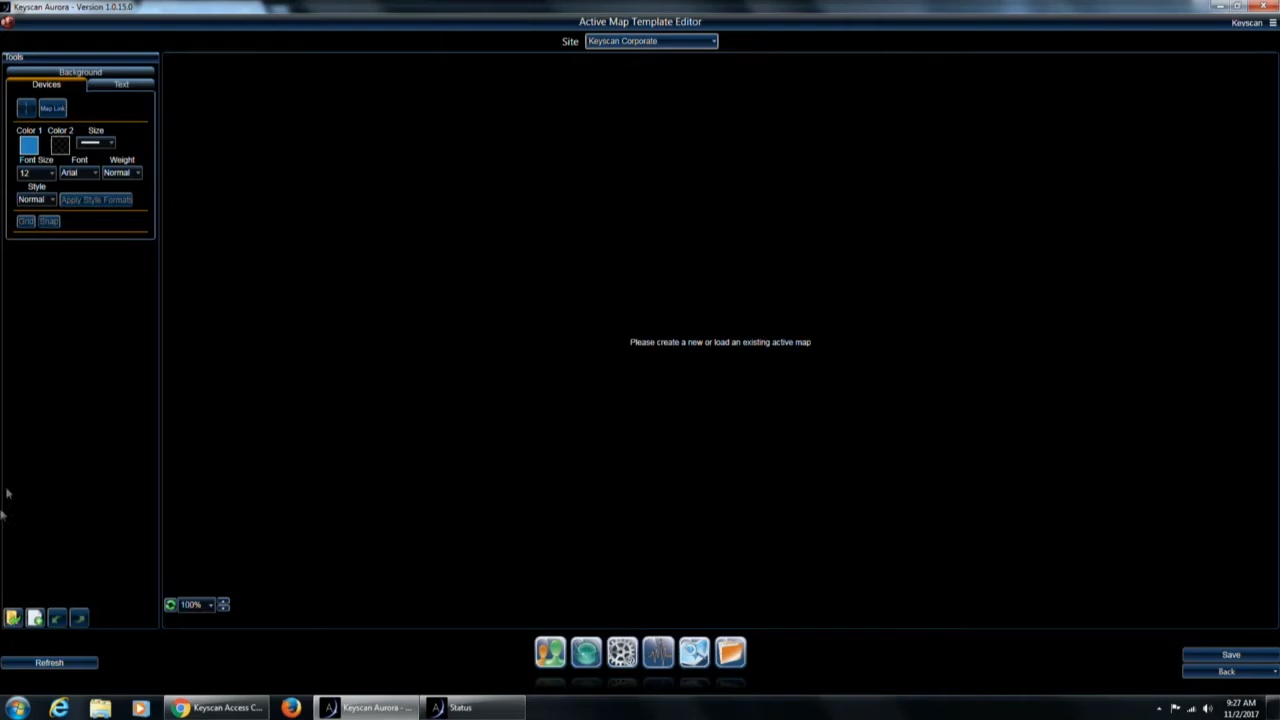 Keyscan Aurora - Version 1.0.15.0
Active Map Template Editor
Keyscan
Site
Keyscan Corporate
Tools
Background
Devices
Text
Map Link
Color 1
Color 2
Size
Font Size
Font
Weight
12
Arial
Normal
Style
Normal
Apply Style Formats
Grid
Snap
Please create a new or load an existing active map
100%
Refresh
Save
Back
Keyscan Access C...
Keyscan Aurora - ...
Status
9:27 AM
11/2/2017